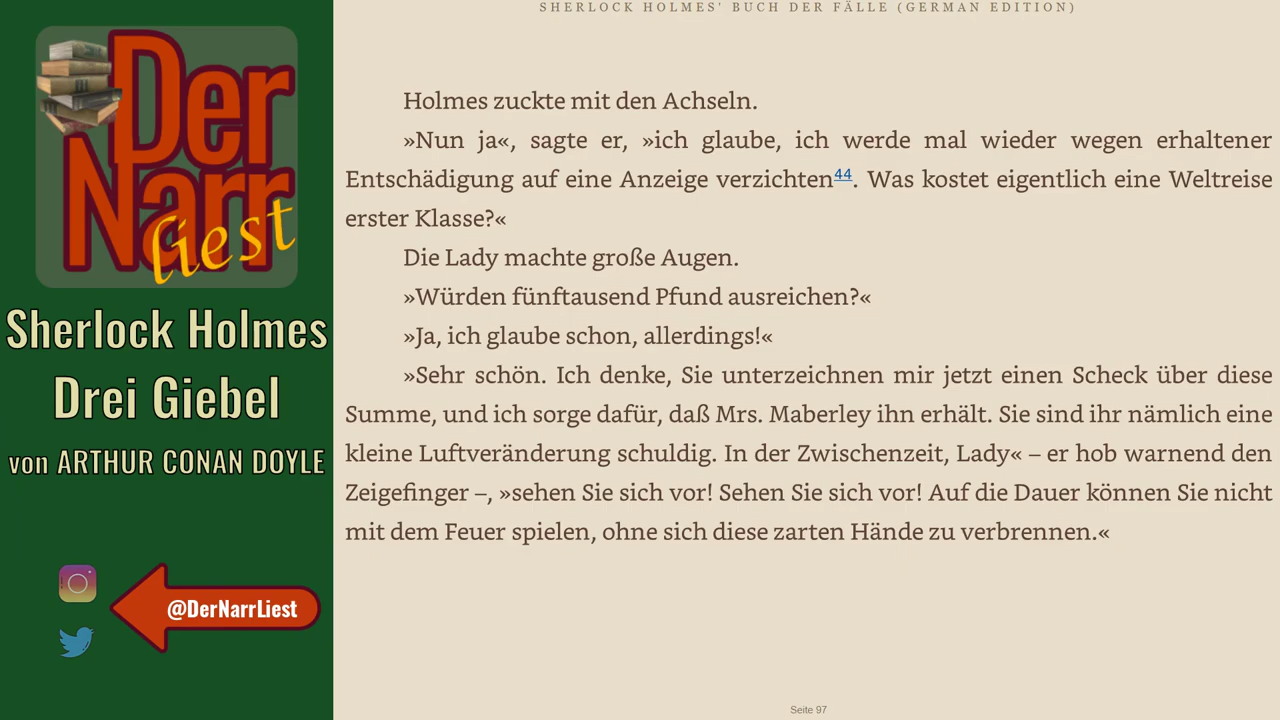 Der
Narr
liest
Sherlock Holmes
Drei Giebel
von ARTHUR CONAN DOYLE
@DerNarrLiest
SHERLOCK HOLMES' BUCH DER FÄLLE (GERMAN EDITION)
Holmes zuckte mit den Achseln.
»Nun ja«, sagte er, »ich glaube, ich werde mal wieder wegen erhaltener
Entschädigung auf eine Anzeige verzichten44. Was kostet eigentlich eine Weltreise
erster Klasse?«
Die Lady machte große Augen.
»Würden fünftausend Pfund ausreichen?«
»Ja, ich glaube schon, allerdings!«
»Sehr schön. Ich denke, Sie unterzeichnen mir jetzt einen Scheck über diese
Summe, und ich sorge dafür, daß Mrs. Maberley ihn erhält. Sie sind ihr nämlich eine
kleine Luftveränderung schuldig. In der Zwischenzeit, Lady« – er hob warnend den
Zeigefinger –, »sehen Sie sich vor! Sehen Sie sich vor! Auf die Dauer können Sie nicht
mit dem Feuer spielen, ohne sich diese zarten Hände zu verbrennen.«
Seite 97